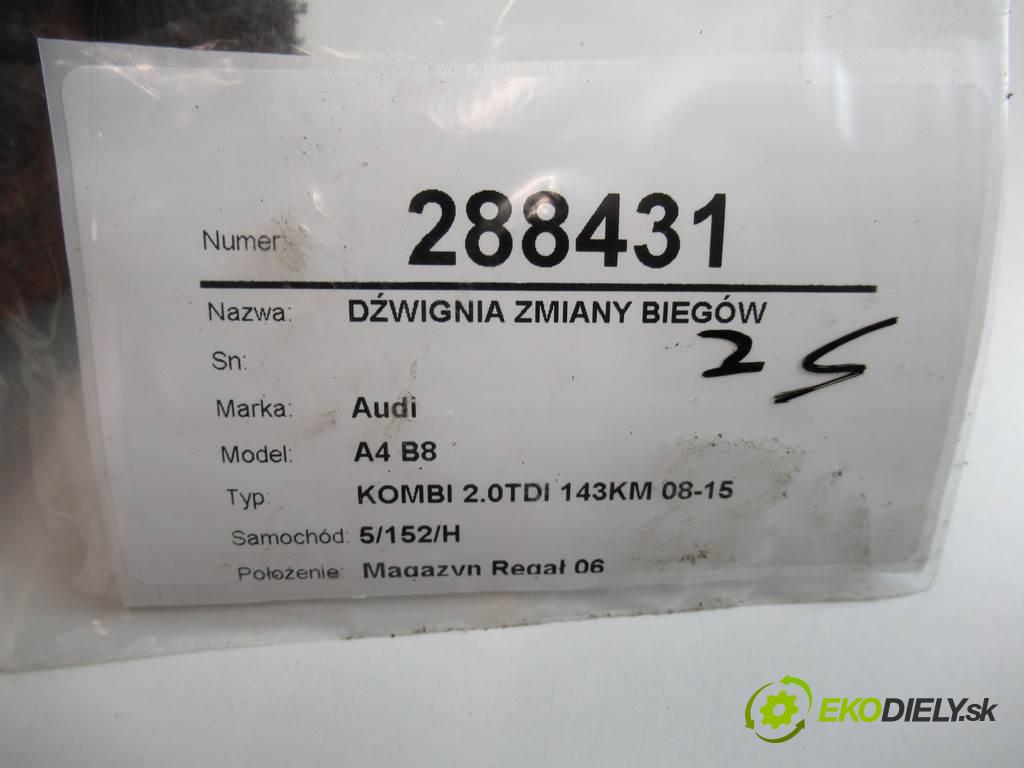 Numer: 288431
Nazwa: DŹWIGNIA ZMIANY BIEGÓW
25
Sn:
Marka: Audi
Model: A4 B8
Typ: KOMBI 2.0TDI 143KM 08-15
Samochód: 5/152/H
Położenie: Magazyn Regał 06
EKODIELY.sk